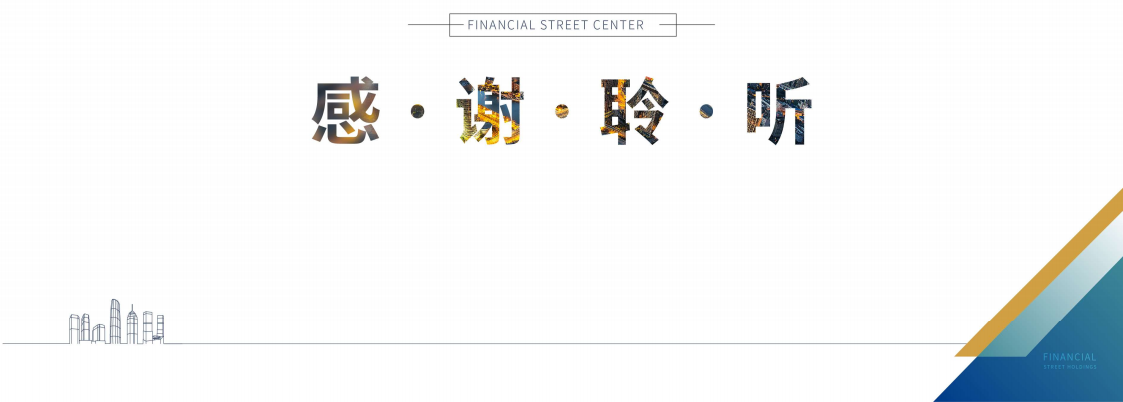 FINANCIAL STREET CENTER
感·谢·聆·听
FINANCIAL
STREET HOLDINGS